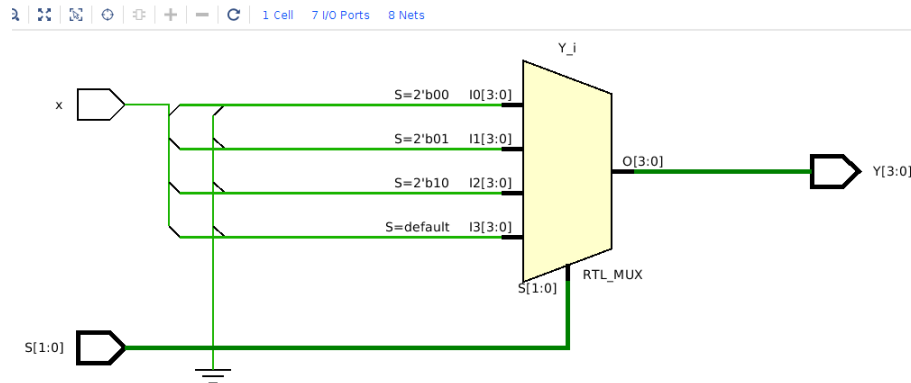 1 Cell 7 I/O Ports 8 Nets
Y_i
x
S=2'b00 I0[3:0]
S=2'b01 I1[3:0]
O[3:0]
Y[3:0]
S=2'b10 I2[3:0]
S=default I3[3:0]
RTL_MUX
S[1:0]
S[1:0]